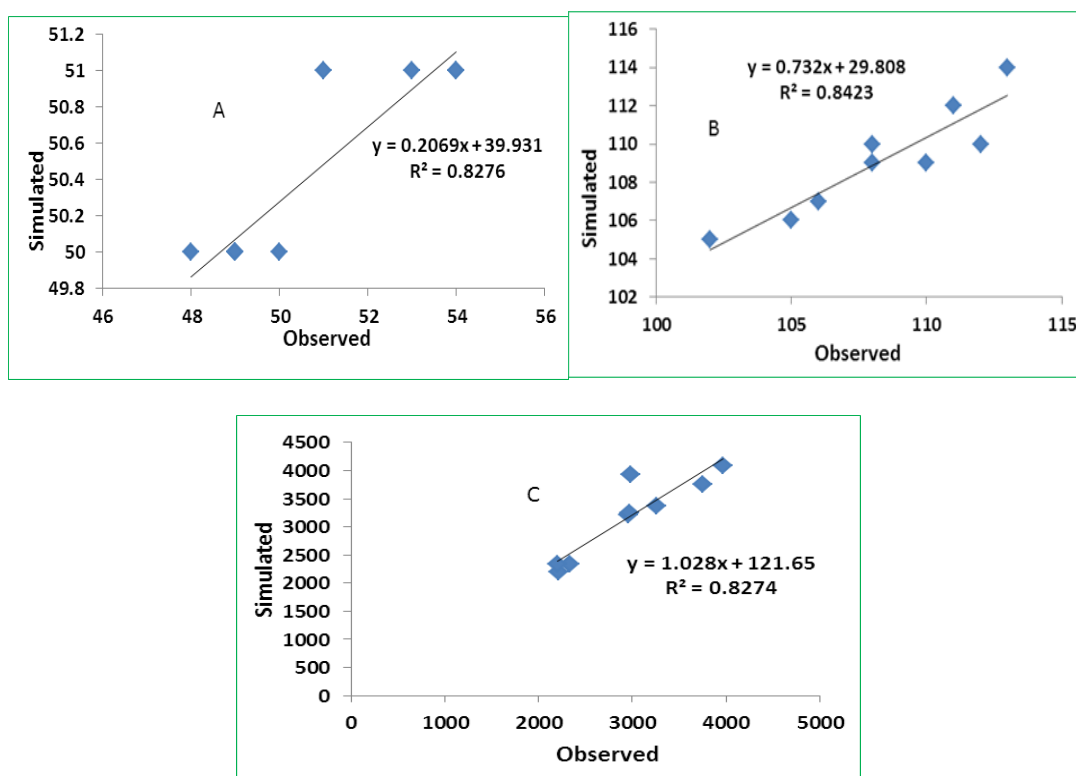 51.2
51
50.8
50.6
50.4
50.2
50
49.8
Simulated
A
y = 0.2069x + 39.931
R² = 0.8276
46 48 50 52 54 56
Observed
116
114
112
110
108
106
104
102
Simulated
B
y = 0.732x + 29.808
R² = 0.8423
100 105 110 115
Observed
4500
4000
3500
3000
2500
2000
1500
1000
500
0
Simulated
C
y = 1.028x + 121.65
R² = 0.8274
0 1000 2000 3000 4000 5000
Observed